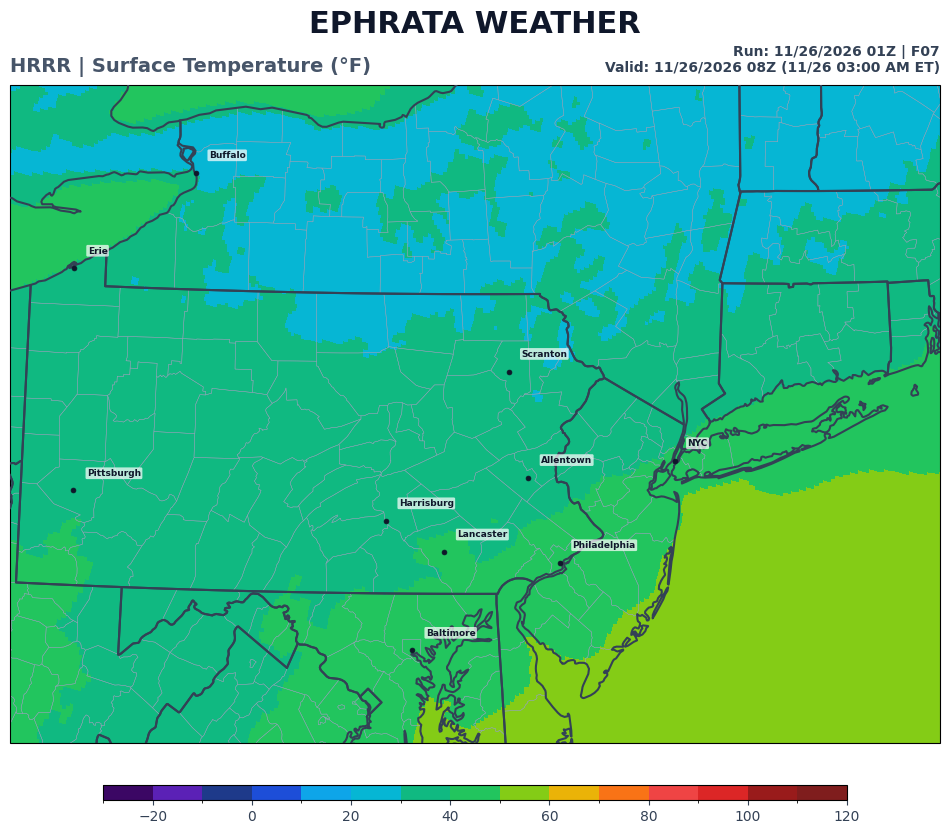 EPHRATA WEATHER
Run: 11/26/2026 01Z | F07
HRRR | Surface Temperature (°F)
Valid: 11/26/2026 08Z (11/26 03:00 AM ET)
Buffalo
Erie
Scranton
NYC
Allentown
Pittsburgh
Harrisburg
Lancaster
Philadelphia
Baltimore
−20 0 20 40 60 80 100 120